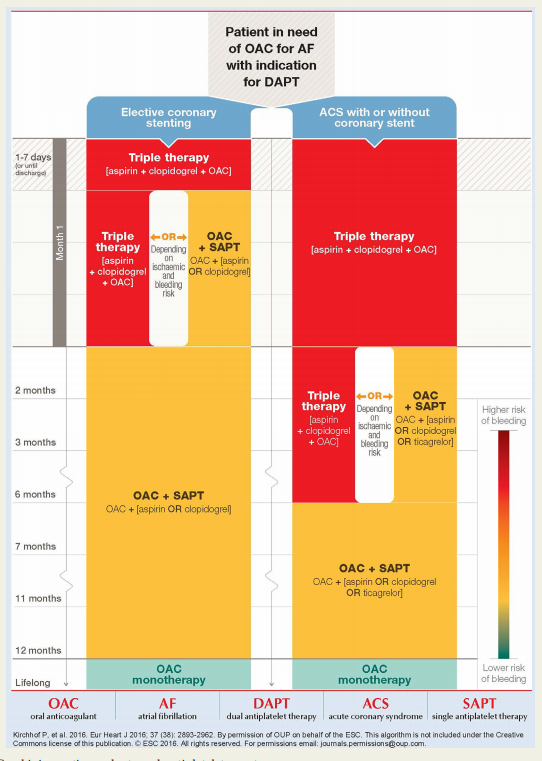 Patient in need
of OAC for AF
with indication
for DAPT
Elective coronary
stenting
ACS with or without
coronary stent
1-7 days
(or until
discharge)
Month 1
Triple therapy
[aspirin + clopidogrel + OAC]
Triple
therapy
[aspirin
+ clopidogrel
+ OAC]
OR
Depending
on
ischaemic
and
bleeding
risk
OAC
+ SAPT
OAC + [aspirin
OR clopidogrel]
Triple therapy
[aspirin + clopidogrel + OAC]
2 months
3 months
6 months
7 months
11 months
12 months
Lifelong
OAC + SAPT
OAC + [aspirin OR clopidogrel]
Triple
therapy
[aspirin
+ clopidogrel
+ OAC]
OR
Depending
on
ischaemic
and
bleeding
risk
OAC
+ SAPT
OAC + [aspirin
OR clopidogrel
OR ticagrelor]
OAC + SAPT
OAC + [aspirin OR clopidogrel
OR ticagrelor]
OAC
monotherapy
OAC
monotherapy
Higher risk
of bleeding
Lower risk
of bleeding
OAC
oral anticoagulant
AF
atrial fibrillation
DAPT
dual antiplatelet therapy
ACS
acute coronary syndrome
SAPT
single antiplatelet therapy
Kirchhof P, et al. 2016. Eur Heart J 2016; 37 (38): 2893-2962. By permission of OUP on behalf of the ESC. This algorithm is not included under the Creative
Commons license of this publication. © ESC 2016. All rights reserved. For permissions email: journals.permissions@oup.com.